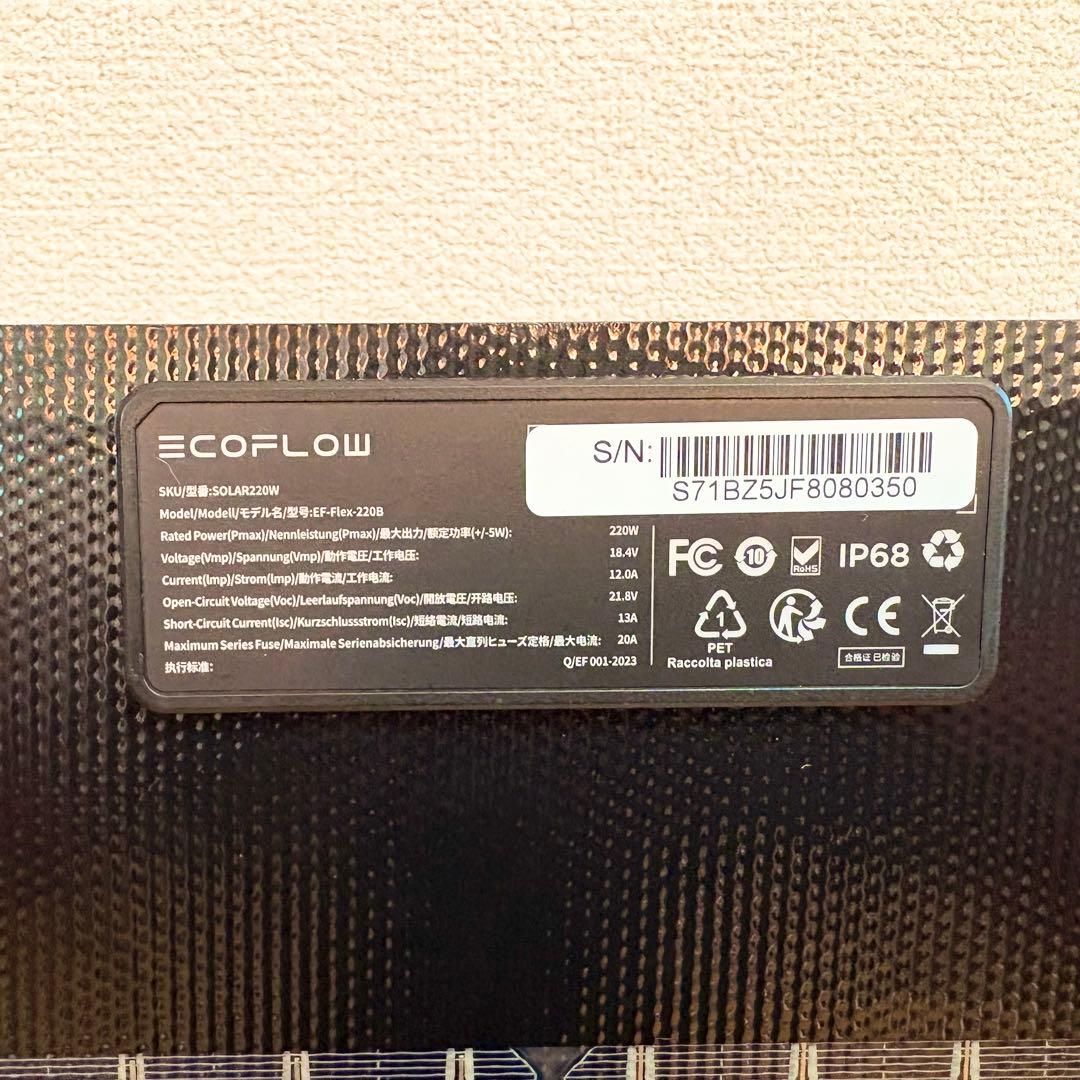 ECOFLOW
S/N:
S71BZ5JF8080350
SKU/型番:SOLAR220W
Model/Modell/モデル名/型号:EF-Flex-220B
Rated Power(Pmax)/Nennleistung(Pmax)/最大出力/额定功率(+/-5W): 220W
Voltage(Vmp)/Spannung(Vmp)/動作電圧/工作电压: 18.4V
Current(Imp)/Strom(Imp)/動作電流/工作电流: 12.0A
Open-Circuit Voltage(Voc)/Leerlaufspannung(Voc)/開放電圧/开路电压: 21.8V
Short-Circuit Current(Isc)/Kurzschlussstrom(Isc)/短絡電流/短路电流: 13A
Maximum Series Fuse/Maximale Serienabsicherung/最大直列ヒューズ定格/最大电流: 20A
执行标准: Q/EF 001-2023
FC 10 RoHS IP68
1
PET
Raccolta plastica
CE
合格证 已检验